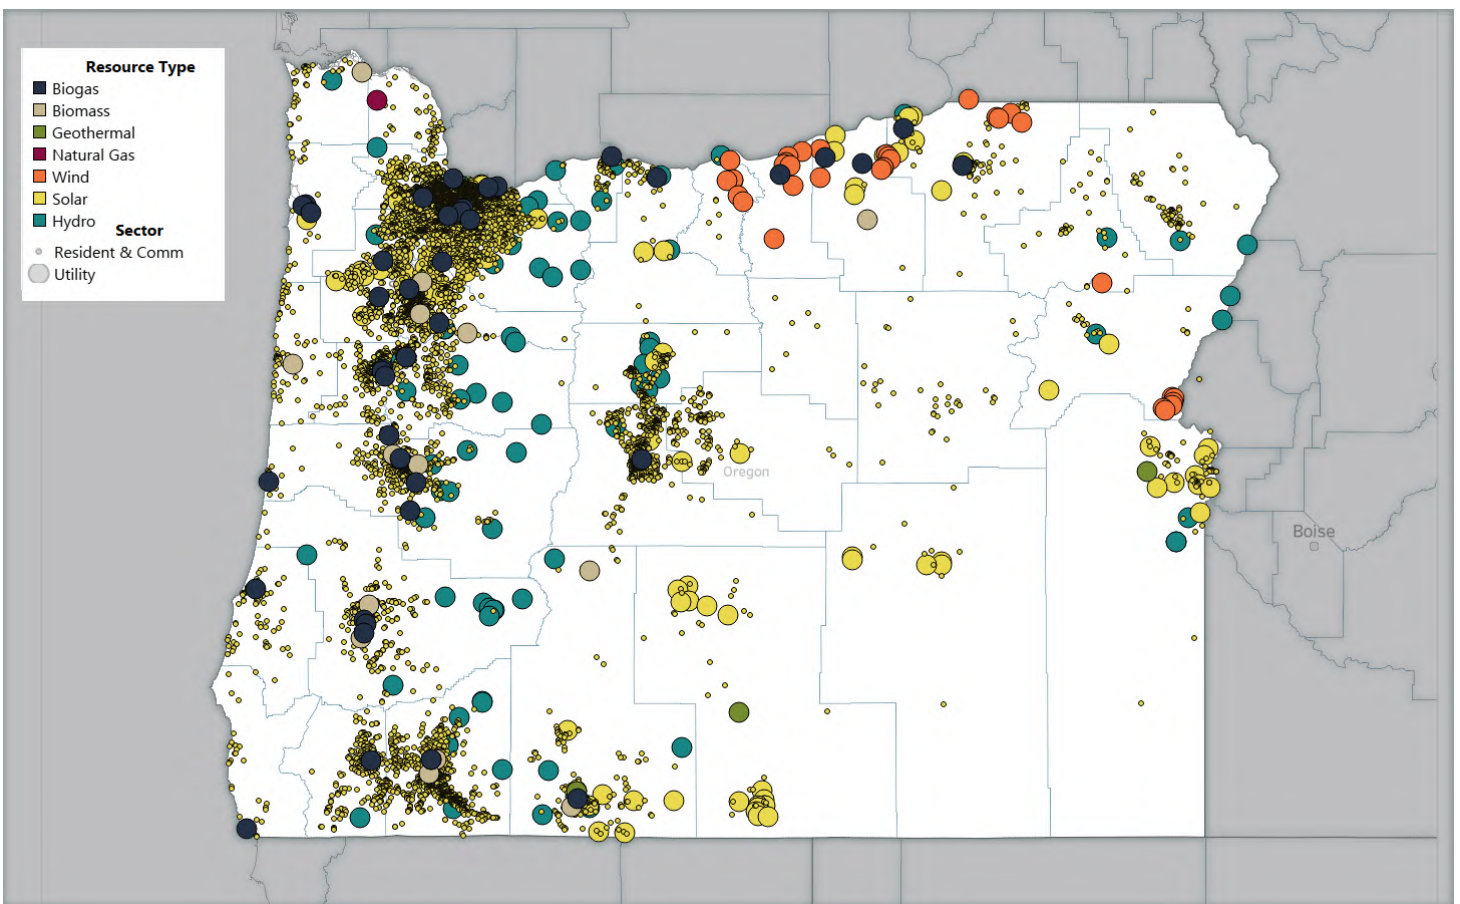 Resource Type
Biogas
Biomass
Geothermal
Natural Gas
Wind
Solar
Hydro
Sector
Resident & Comm
Utility
Oregon
Boise